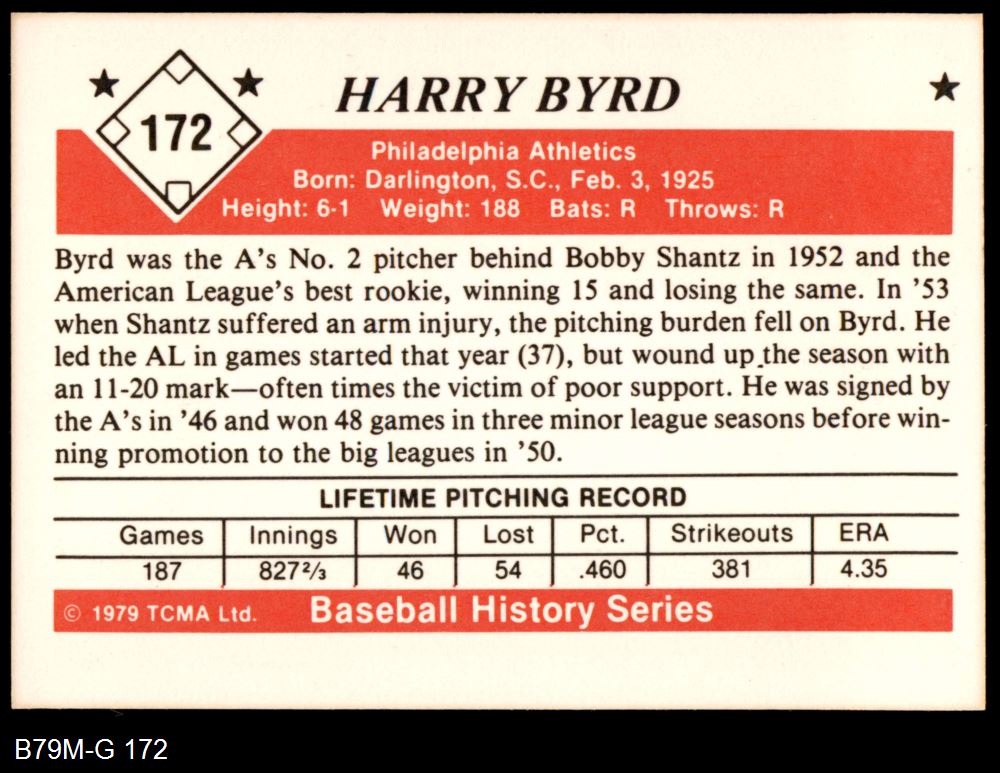 172
HARRY BYRD
Philadelphia Athletics
Born: Darlington, S.C., Feb. 3, 1925
Height: 6-1 Weight: 188 Bats: R Throws: R
Byrd was the A's No. 2 pitcher behind Bobby Shantz in 1952 and the
American League's best rookie, winning 15 and losing the same. In '53
when Shantz suffered an arm injury, the pitching burden fell on Byrd. He
led the AL in games started that year (37), but wound up the season with
an 11-20 mark—often times the victim of poor support. He was signed by
the A's in '46 and won 48 games in three minor league seasons before win-
ning promotion to the big leagues in '50.
LIFETIME PITCHING RECORD
Games Innings Won Lost Pct. Strikeouts ERA
187 827⅔ 46 54 .460 381 4.35
© 1979 TCMA Ltd. Baseball History Series
B79M-G 172